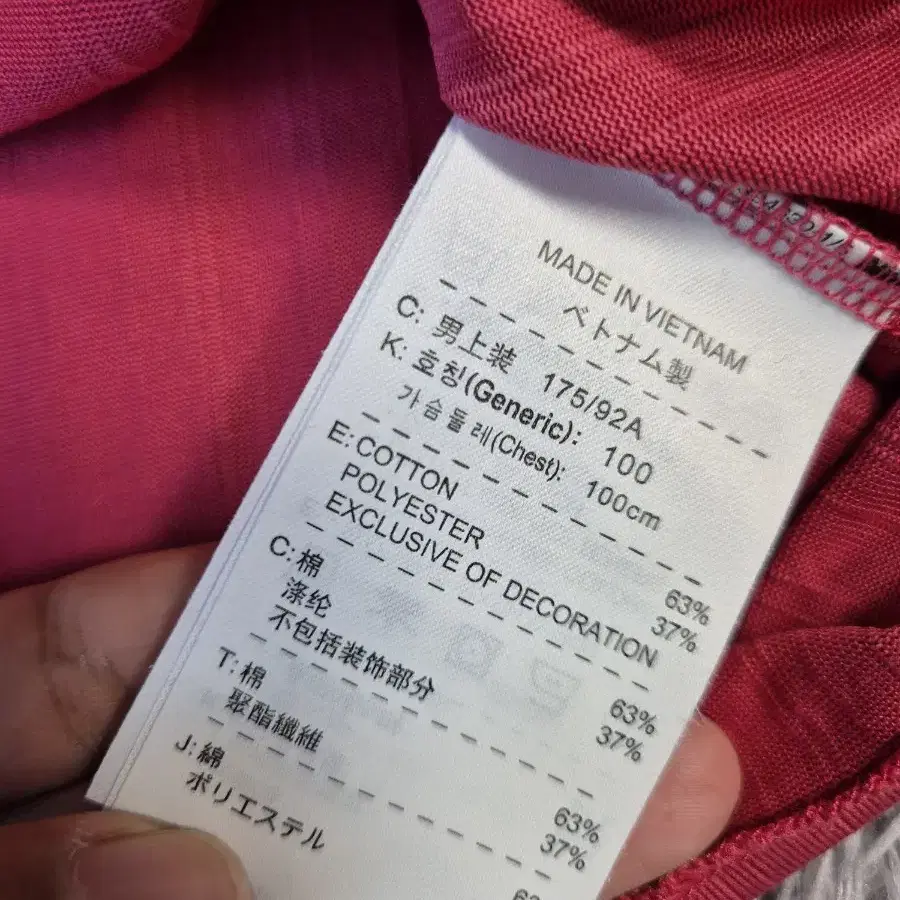 MADE IN VIETNAM
ベトナム製
C: 男上装 175/92A
K: 호칭(Generic): 100
가슴둘레(Chest): 100cm
E: COTTON 63%
POLYESTER 37%
EXCLUSIVE OF DECORATION
C: 棉 63%
涤纶 37%
不包括装饰部分
T: 棉 63%
聚酯纖維 37%
J: 綿
ポリエステル